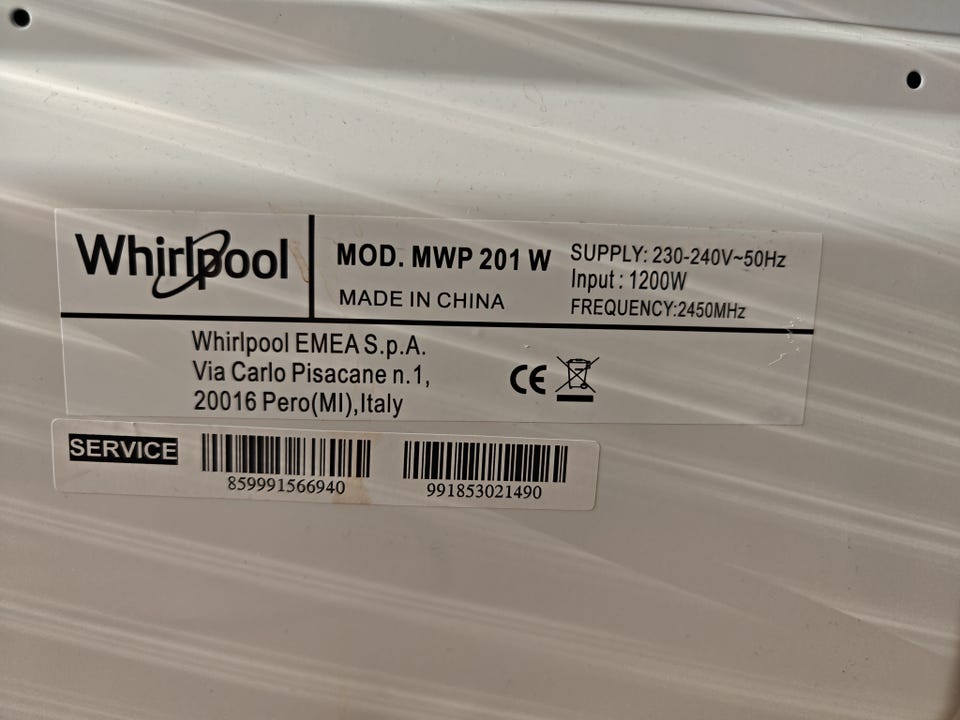 Whirlpool
MOD. MWP 201 W
MADE IN CHINA
SUPPLY: 230-240V~50Hz
Input : 1200W
FREQUENCY:2450MHz
Whirlpool EMEA S.p.A.
Via Carlo Pisacane n.1,
20016 Pero(MI),Italy
CE
SERVICE
859991566940
991853021490